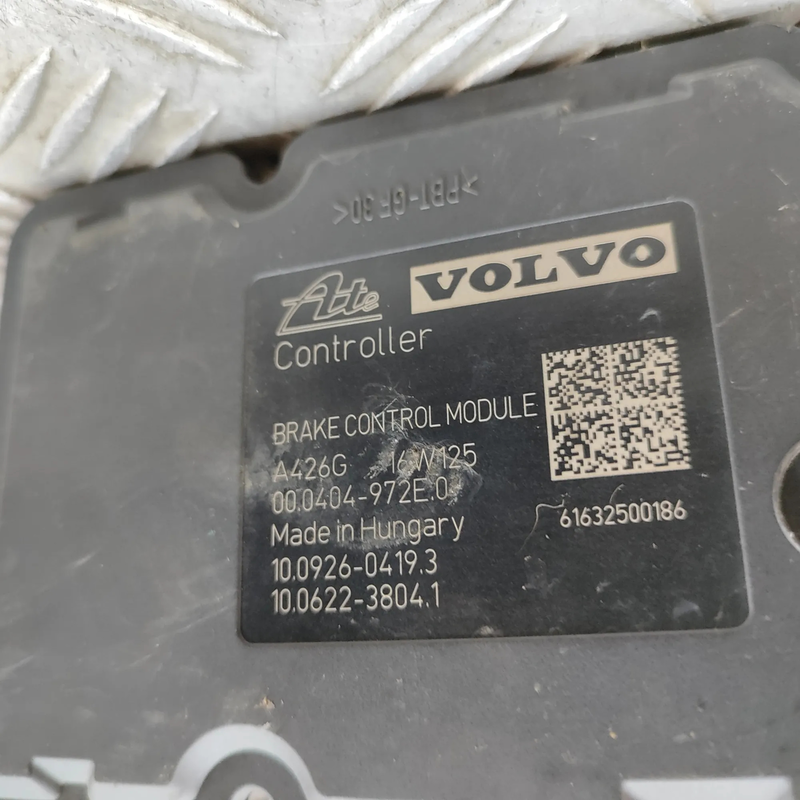 >PBT-GF30<
Ate VOLVO
Controller
BRAKE CONTROL MODULE
A426G 16W125
00.0404-972E.0
Made in Hungary
61632500186
10.0926-0419.3
10.0622-3804.1